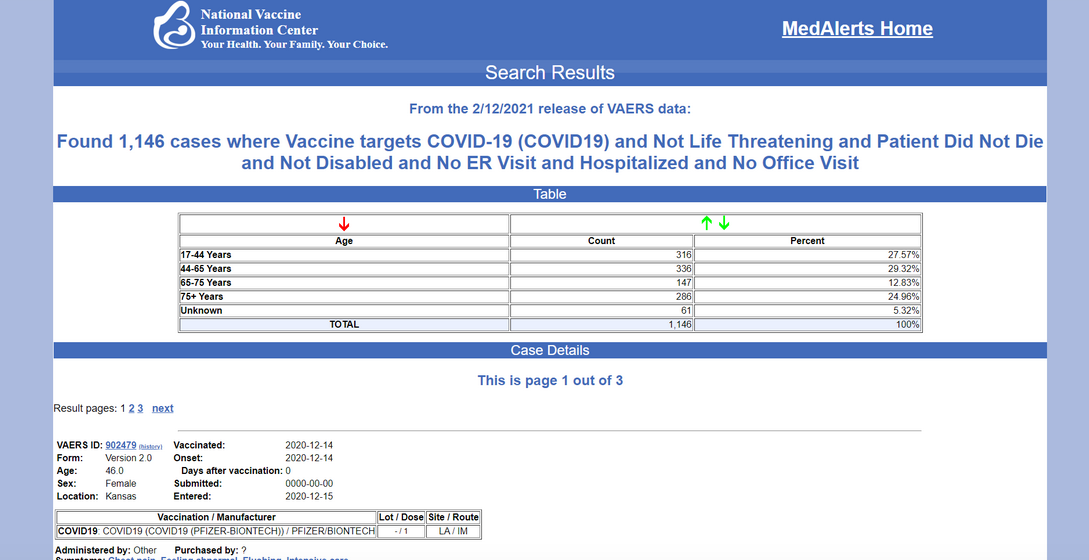 National Vaccine
Information Center
Your Health. Your Family. Your Choice.
MedAlerts Home
Search Results
From the 2/12/2021 release of VAERS data:
Found 1,146 cases where Vaccine targets COVID-19 (COVID19) and Not Life Threatening and Patient Did Not Die
and Not Disabled and No ER Visit and Hospitalized and No Office Visit
Table
Age Count Percent
17-44 Years 316 27.57%
44-65 Years 336 29.32%
65-75 Years 147 12.83%
75+ Years 286 24.96%
Unknown 61 5.32%
TOTAL 1,146 100%
Case Details
This is page 1 out of 3
Result pages: 1 2 3 next
VAERS ID: 902479 (history) Vaccinated: 2020-12-14
Form: Version 2.0 Onset: 2020-12-14
Age: 46.0 Days after vaccination: 0
Sex: Female Submitted: 0000-00-00
Location: Kansas Entered: 2020-12-15
Vaccination / Manufacturer Lot / Dose Site / Route
COVID19: COVID19 (COVID19 (PFIZER-BIONTECH)) / PFIZER/BIONTECH - / 1 LA / IM
Administered by: Other Purchased by: ?
Symptoms: Chest pain, Feeling abnormal, Flushing, Intensive care